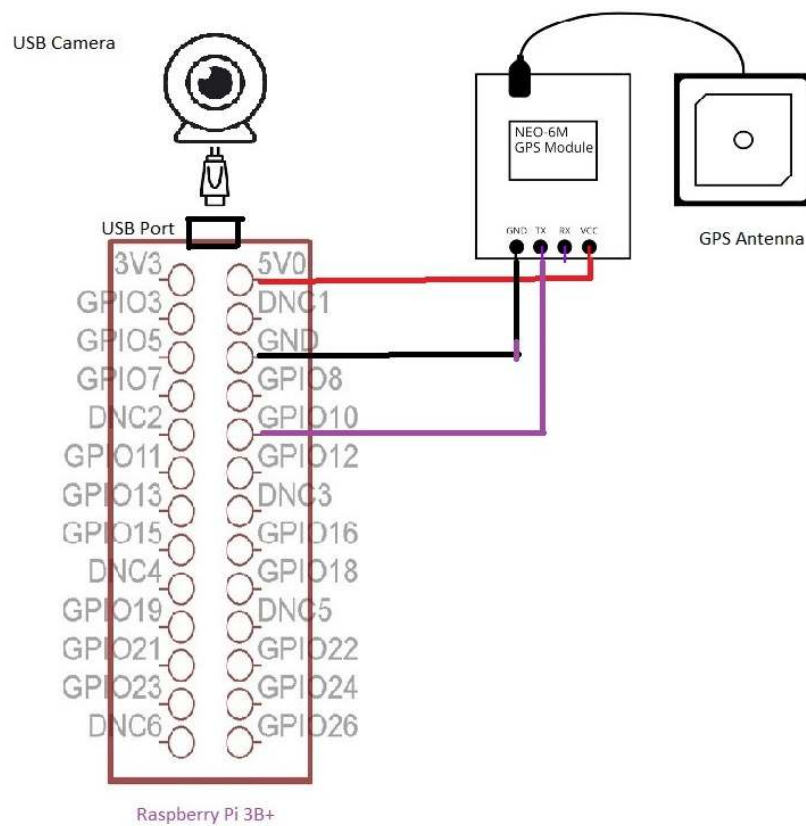 USB Camera
NEO-6M
GPS Module
GND TX RX VCC
GPS Antenna
USB Port
3V3 5V0
GPIO3 DNC1
GPIO5 GND
GPIO7 GPIO8
DNC2 GPIO10
GPIO11 GPIO12
GPIO13 DNC3
GPIO15 GPIO16
DNC4 GPIO18
GPIO19 DNC5
GPIO21 GPIO22
GPIO23 GPIO24
DNC6 GPIO26
Raspberry Pi 3B+